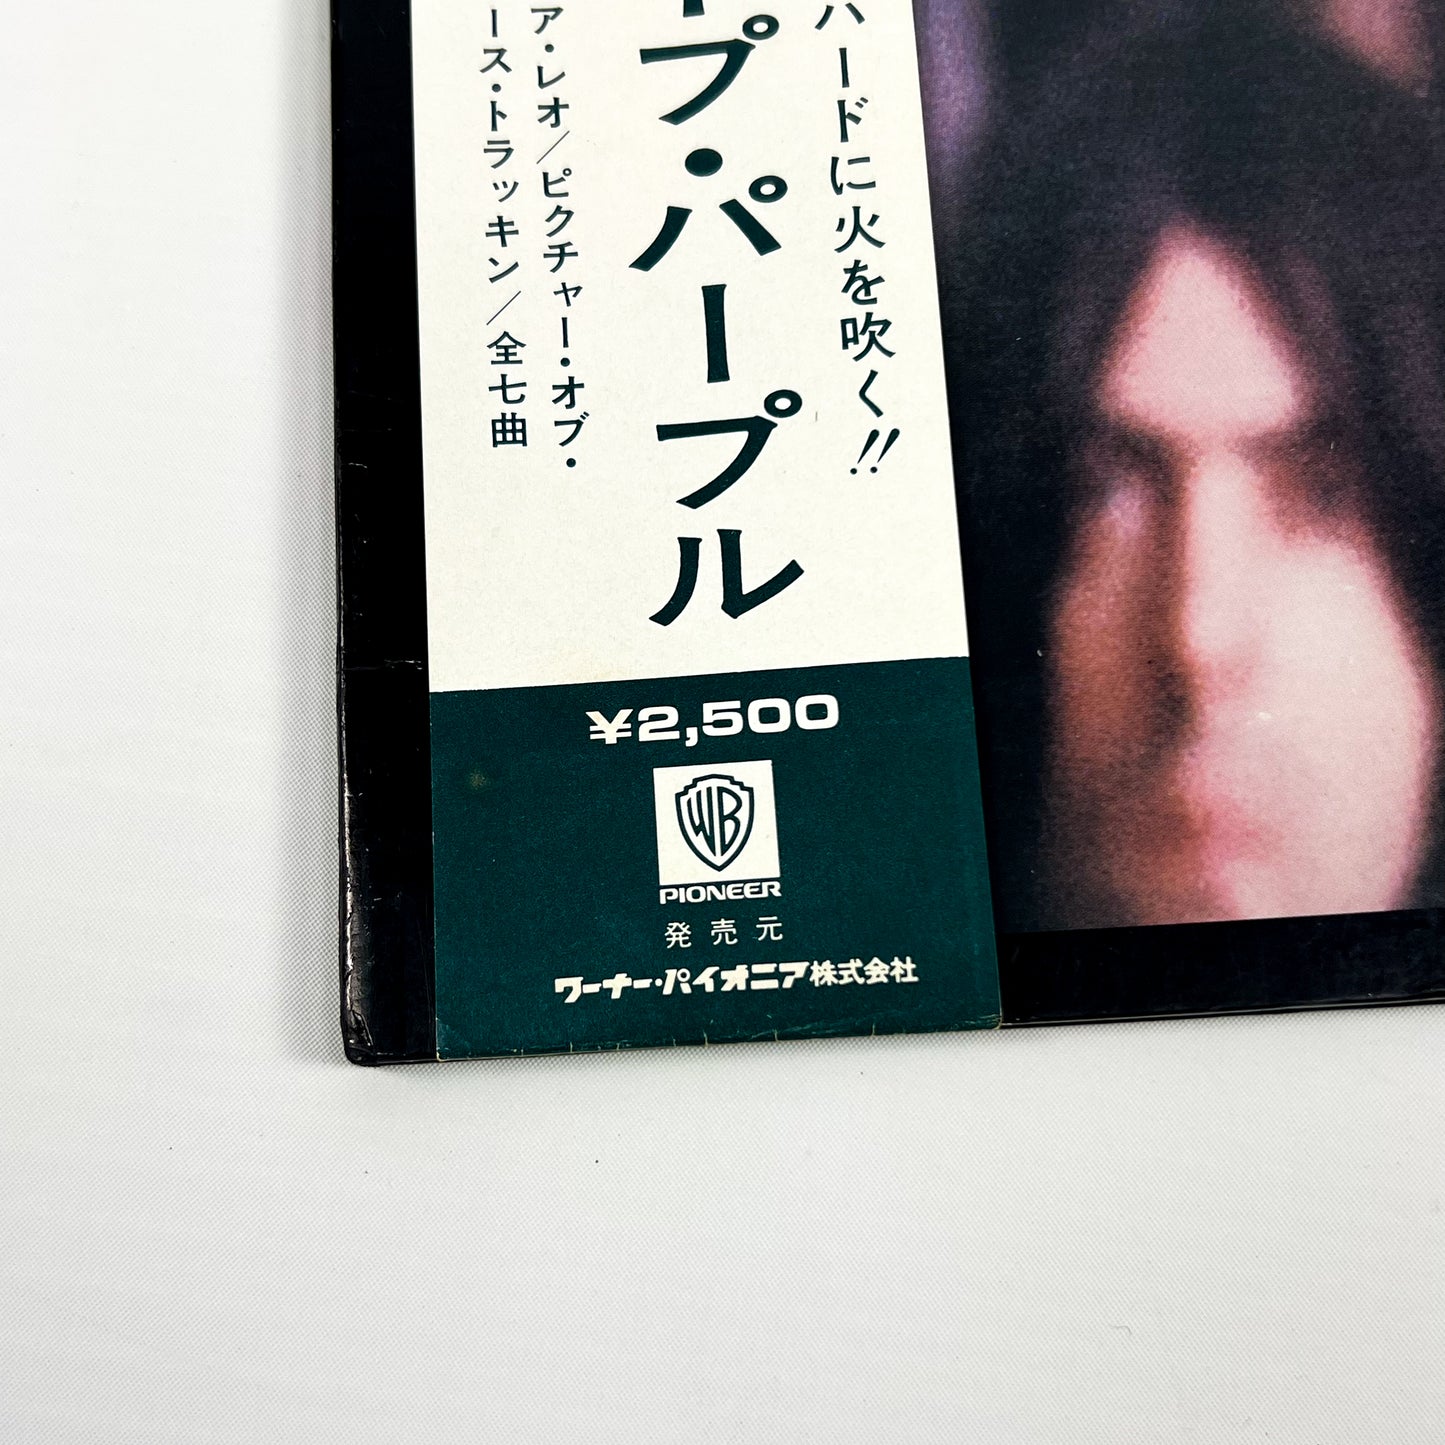 ハードに火を吹く!!
プ・パープル
ア・レオ/ピクチャー・オブ・
ース・トラッキン/全七曲
¥2,500
WB
PIONEER
発売元
ワーナー・パイオニア株式会社